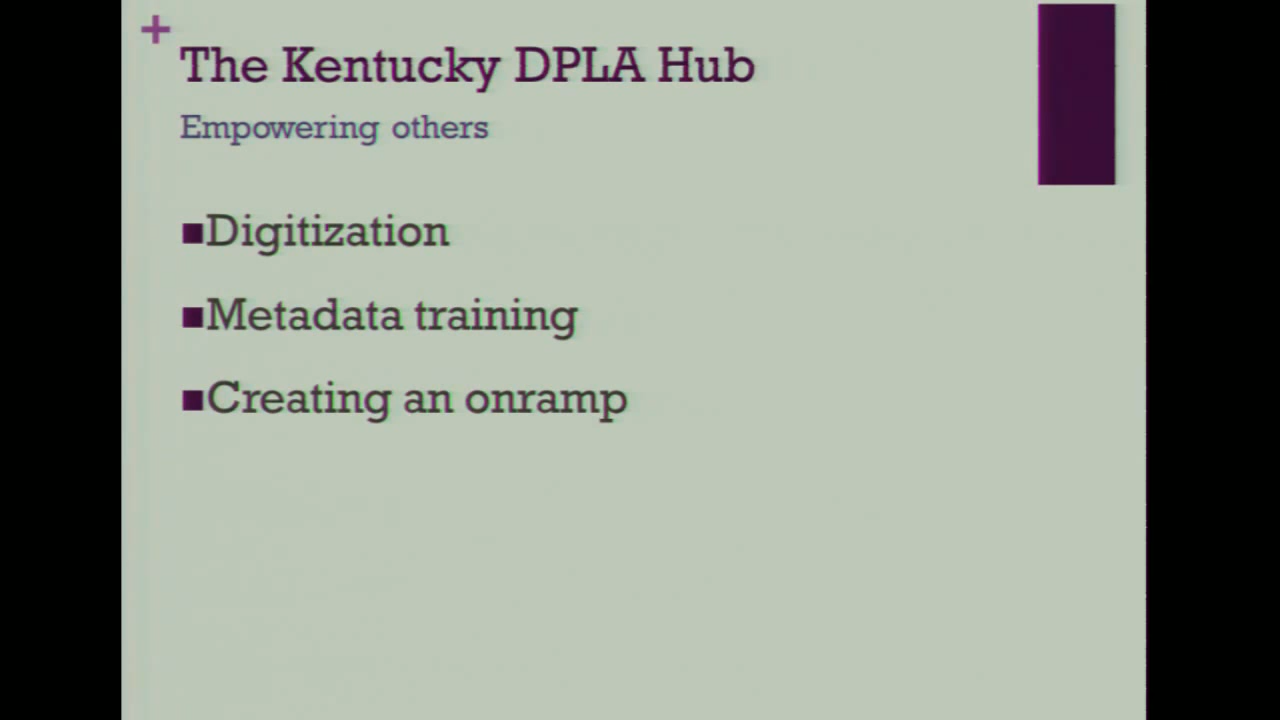 +
The Kentucky DPLA Hub
Empowering others
■Digitization
■Metadata training
■Creating an onramp